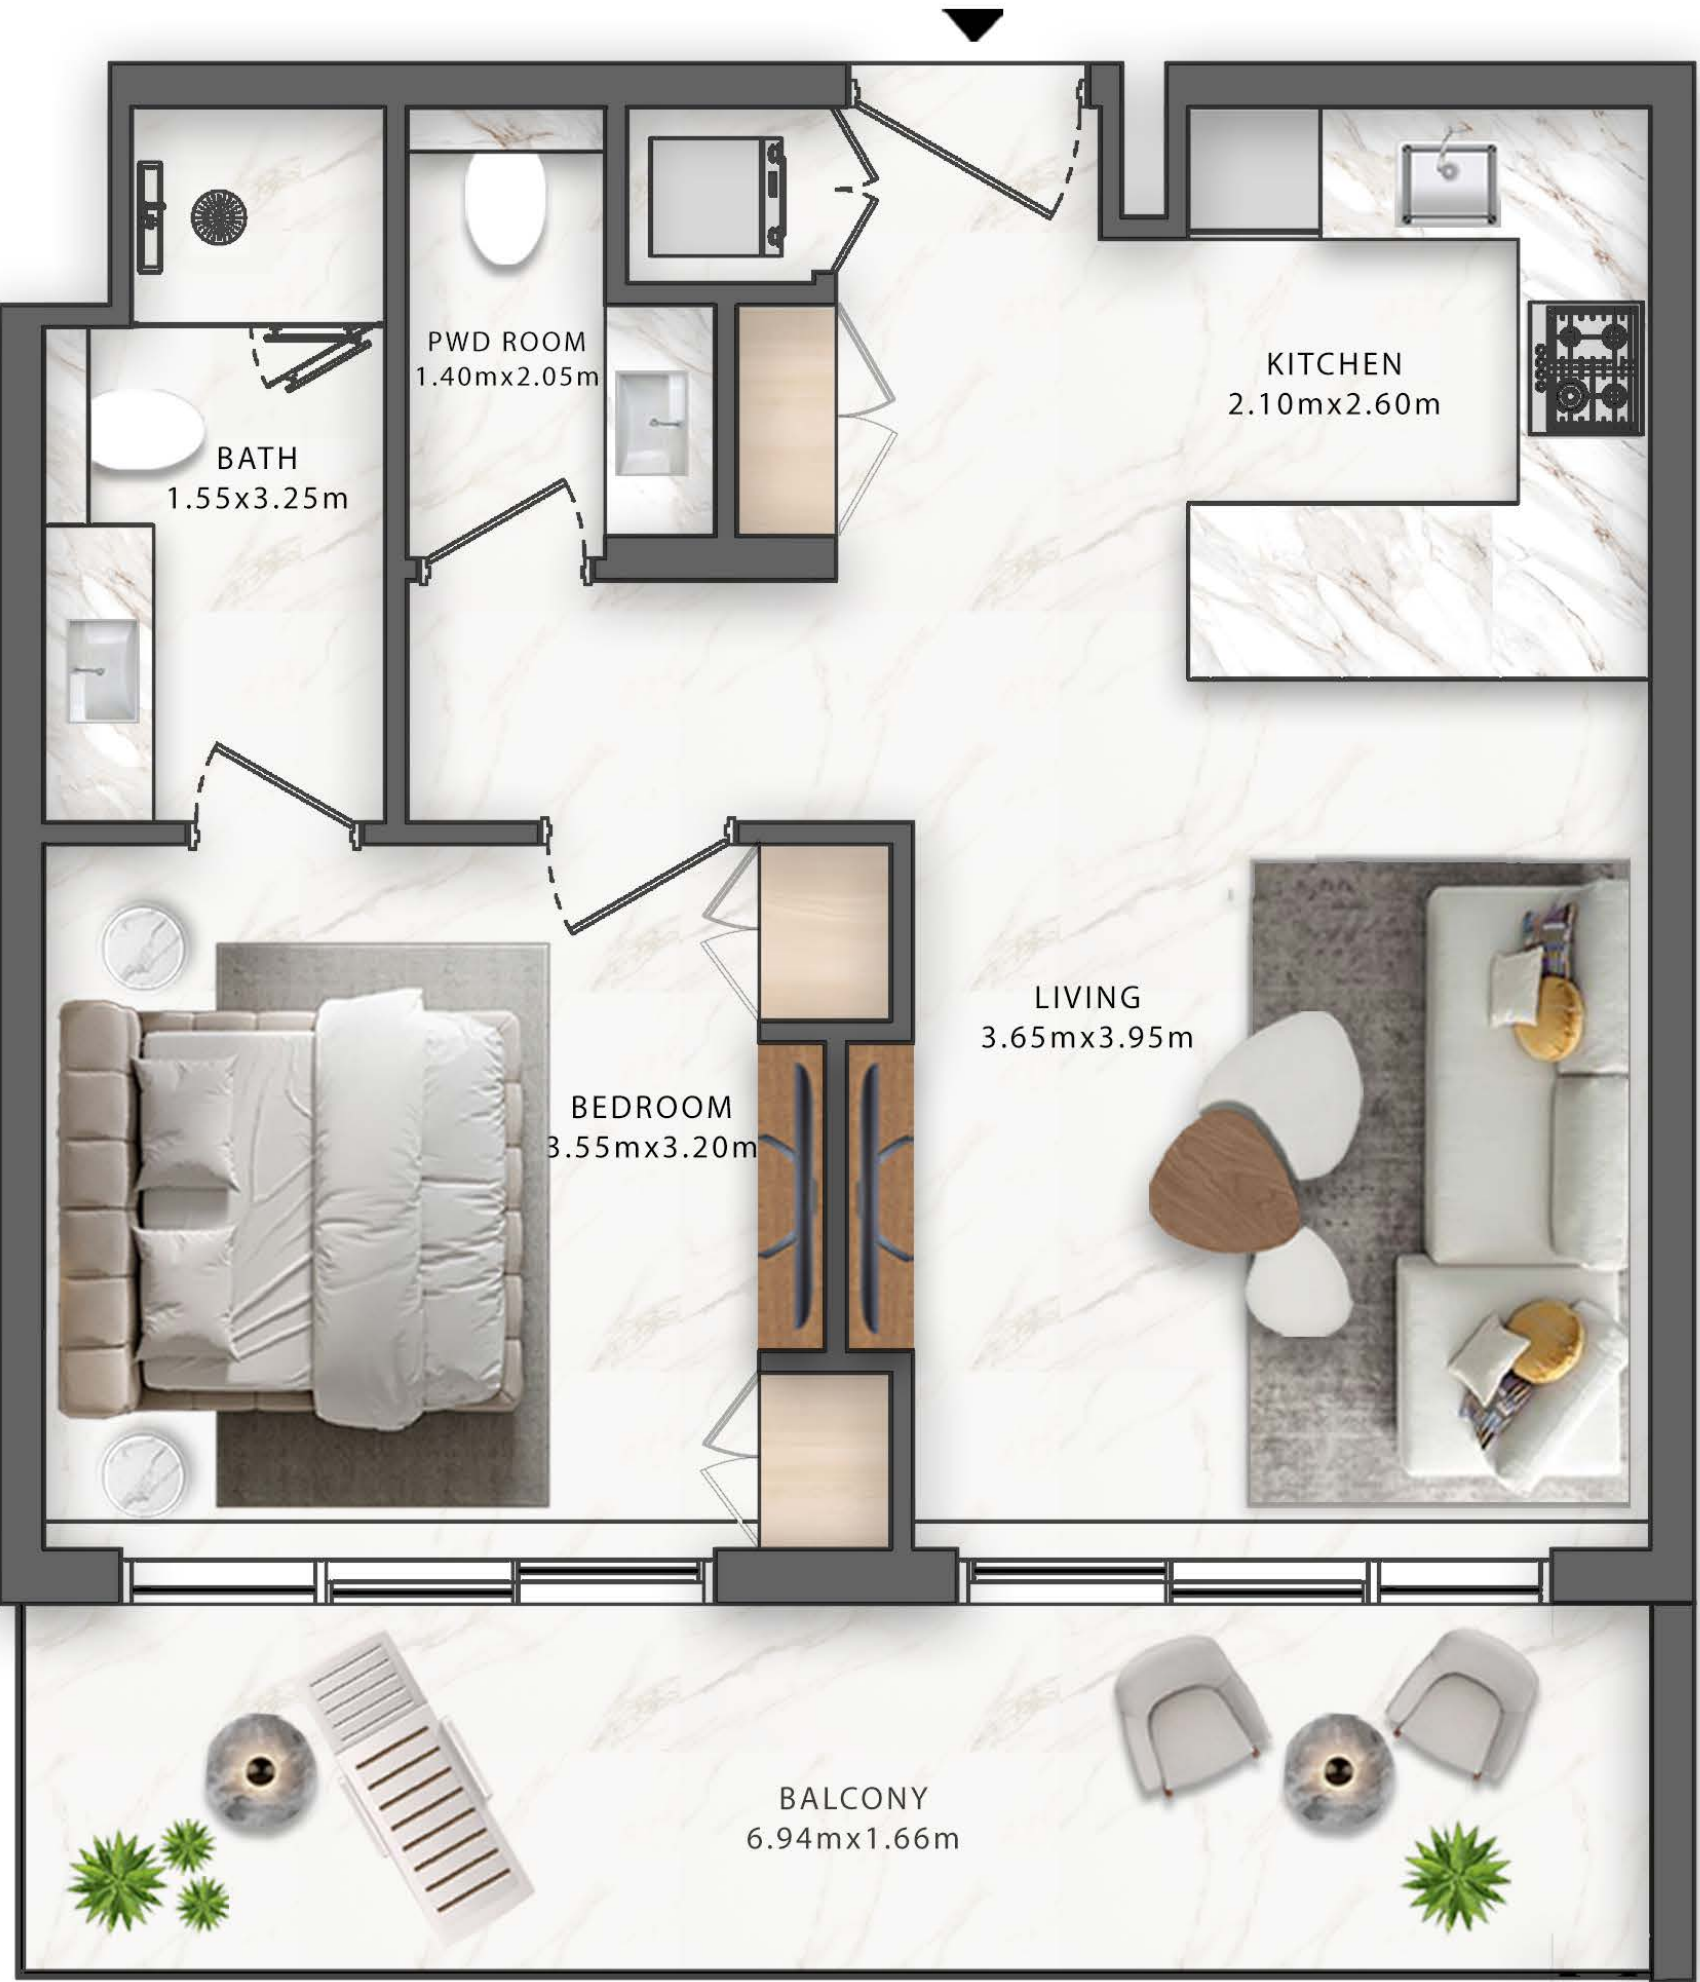 PWD ROOM
1.40mx2.05m
KITCHEN
2.10mx2.60m
BATH
1.55x3.25m
LIVING
3.65mx3.95m
BEDROOM
3.55mx3.20m
BALCONY
6.94mx1.66m